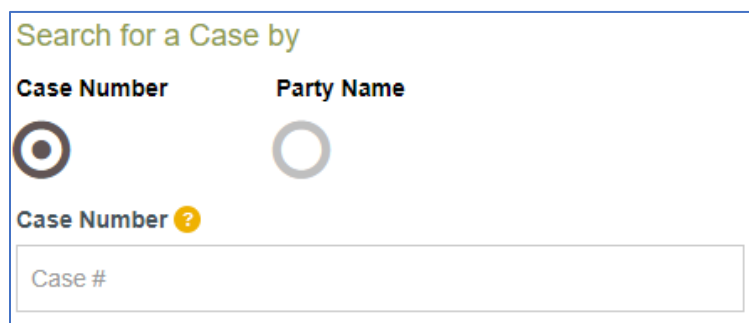 Search for a Case by
Case Number Party Name
Case Number ?
Case #